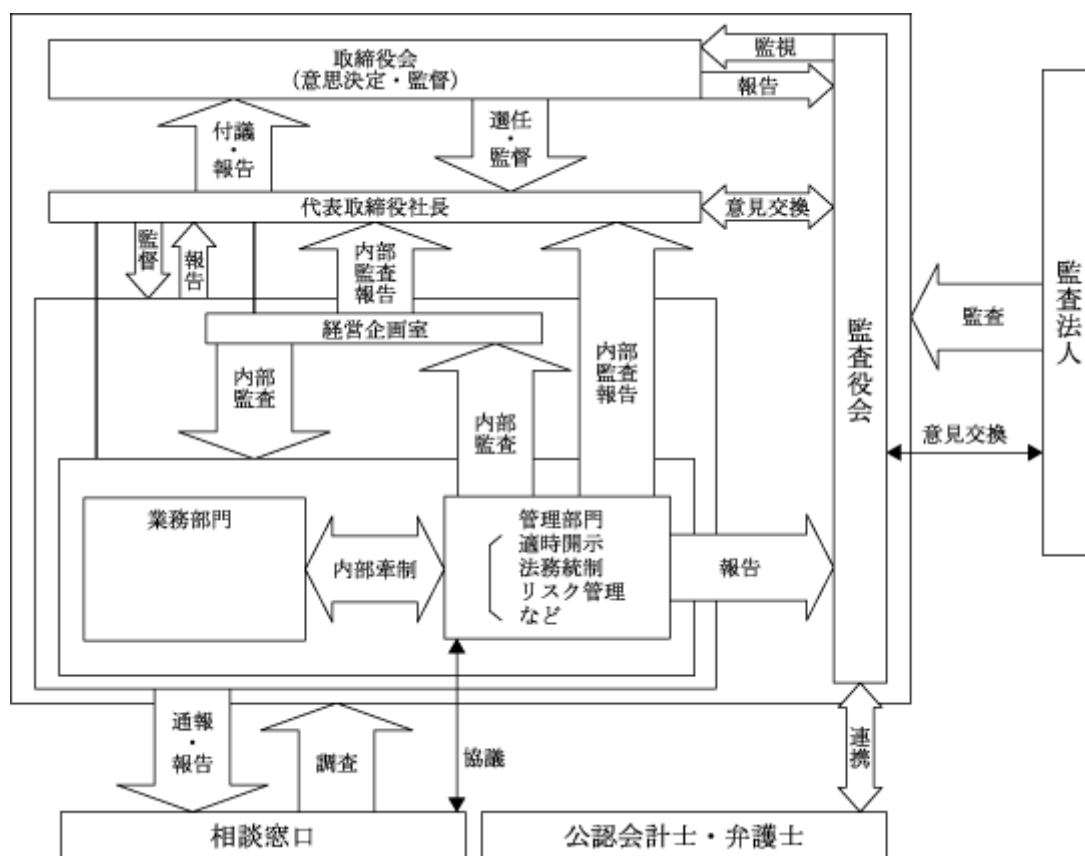 取締役会
(意思決定・監督)
監視
報告
付議・報告
選任・監督
代表取締役社長
意見交換
監督
報告
内部
監査
報告
経営企画室
内部
監査
内部
監査
内部
監査
報告
監査役会
監査
監査法人
意見交換
業務部門
内部牽制
管理部門
適時開示
法務統制
リスク管理
など
報告
通報・報告
調査
協議
連携
相談窓口
公認会計士・弁護士